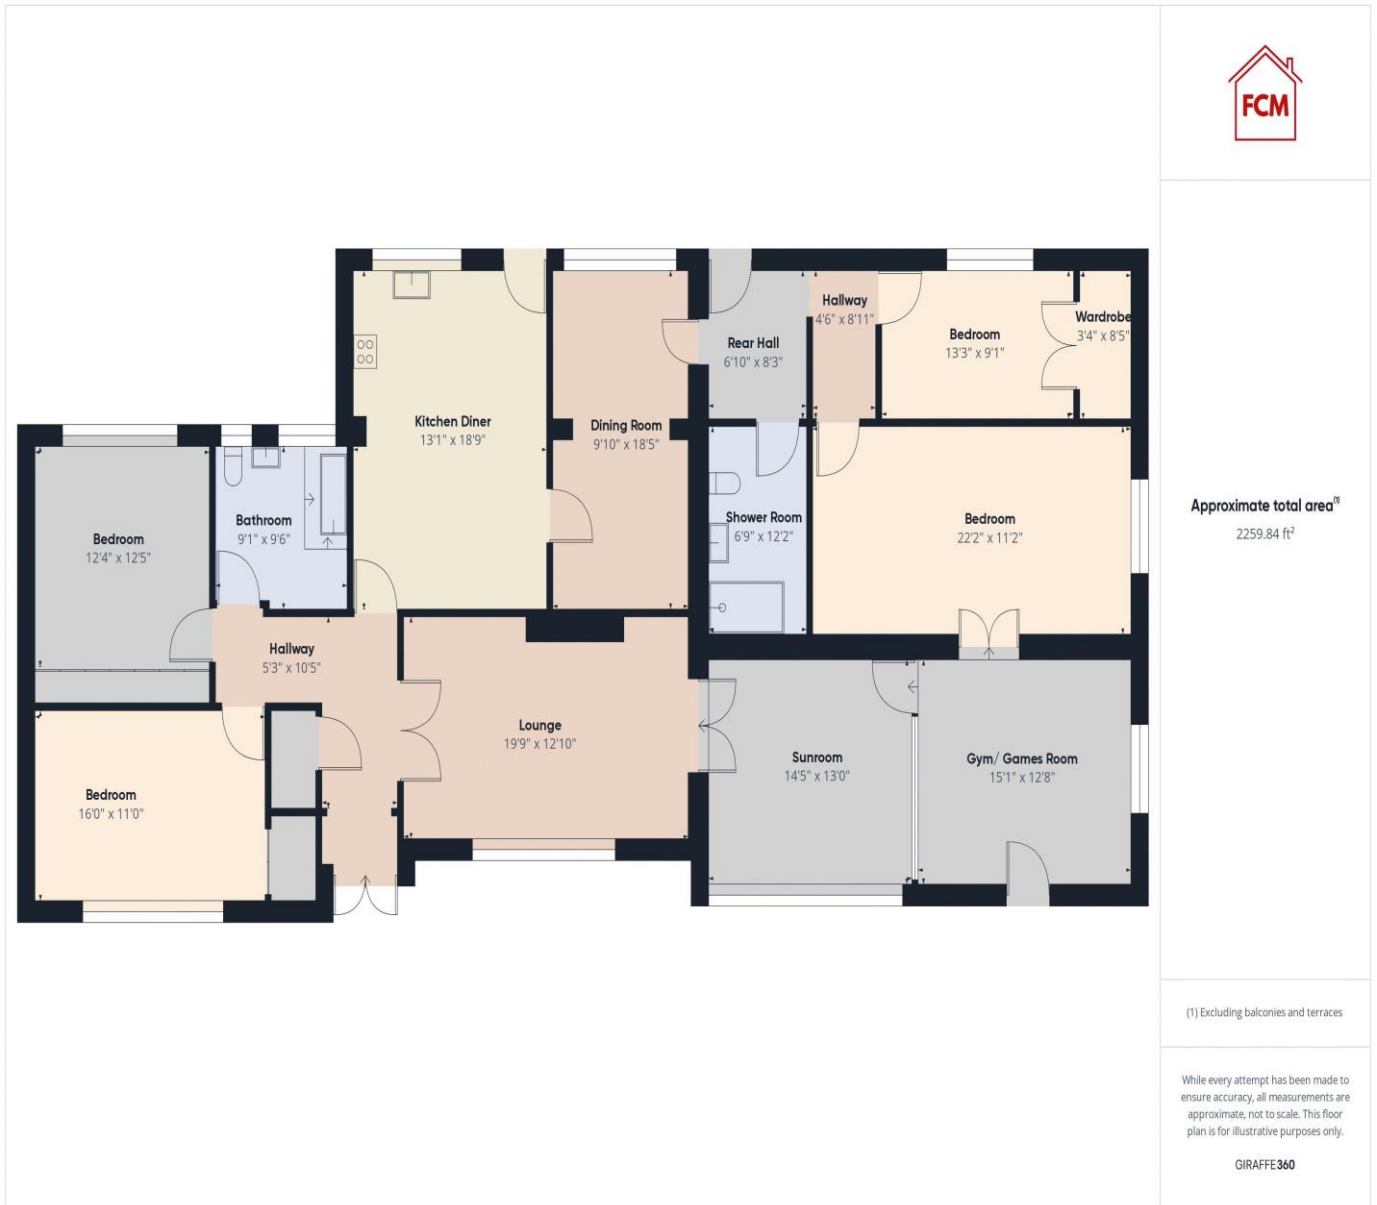 FCM
Hallway
4'6" x 8'11"
Wardrobe
3'4" x 8'5"
Bedroom
13'3" x 9'1"
Rear Hall
6'10" x 8'3"
Kitchen Diner
13'1" x 18'9"
Dining Room
9'10" x 18'5"
Bedroom
12'4" x 12'5"
Bathroom
9'1" x 9'6"
Shower Room
6'9" x 12'2"
Bedroom
22'2" x 11'2"
Hallway
5'3" x 10'5"
Lounge
19'9" x 12'10"
Sunroom
14'5" x 13'0"
Gym/ Games Room
15'1" x 12'8"
Bedroom
16'0" x 11'0"
Approximate total area(1)
2259.84 ft²
(1) Excluding balconies and terraces
While every attempt has been made to
ensure accuracy, all measurements are
approximate, not to scale. This floor
plan is for illustrative purposes only.
GIRAFFE360